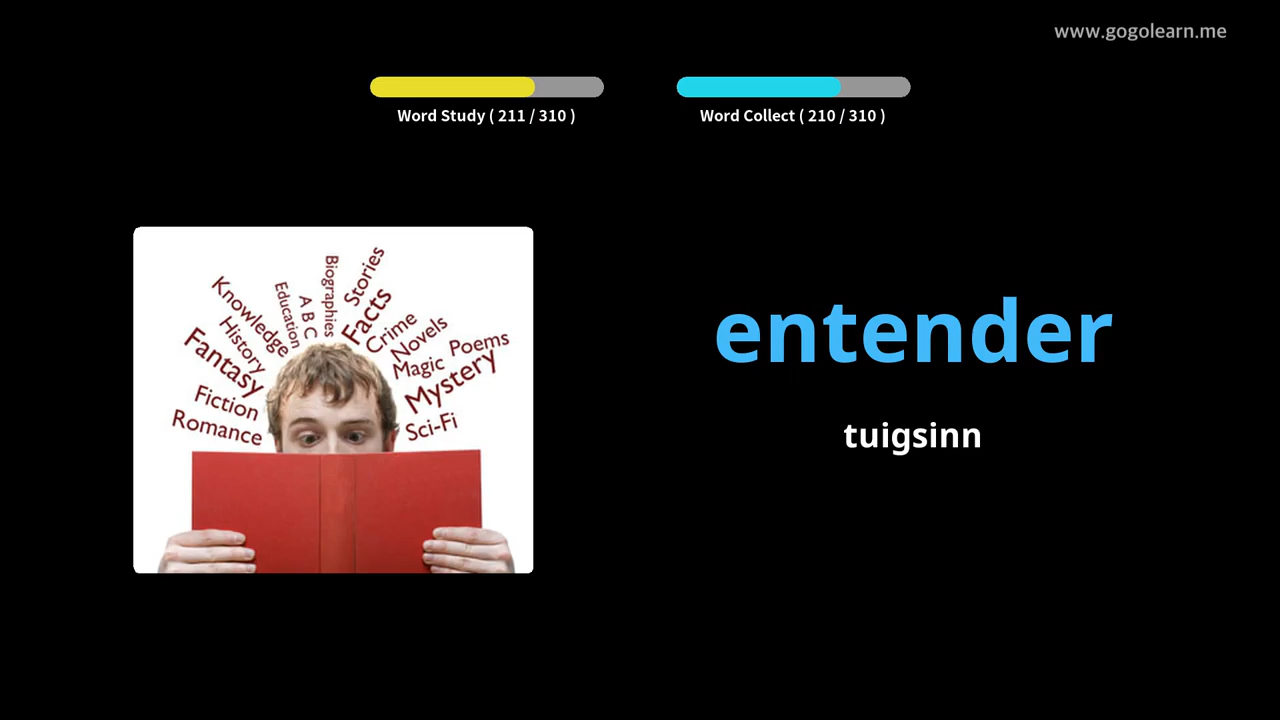 www.gogolearn.me
Word Study ( 211 / 310 )
Word Collect ( 210 / 310 )
Biographies
Stories
Education
A B C
Facts
Knowledge
Crime
History
Novels
Poems
Fantasy
Magic
Mystery
Fiction
Romance
Sci-Fi
entender
tuigsinn